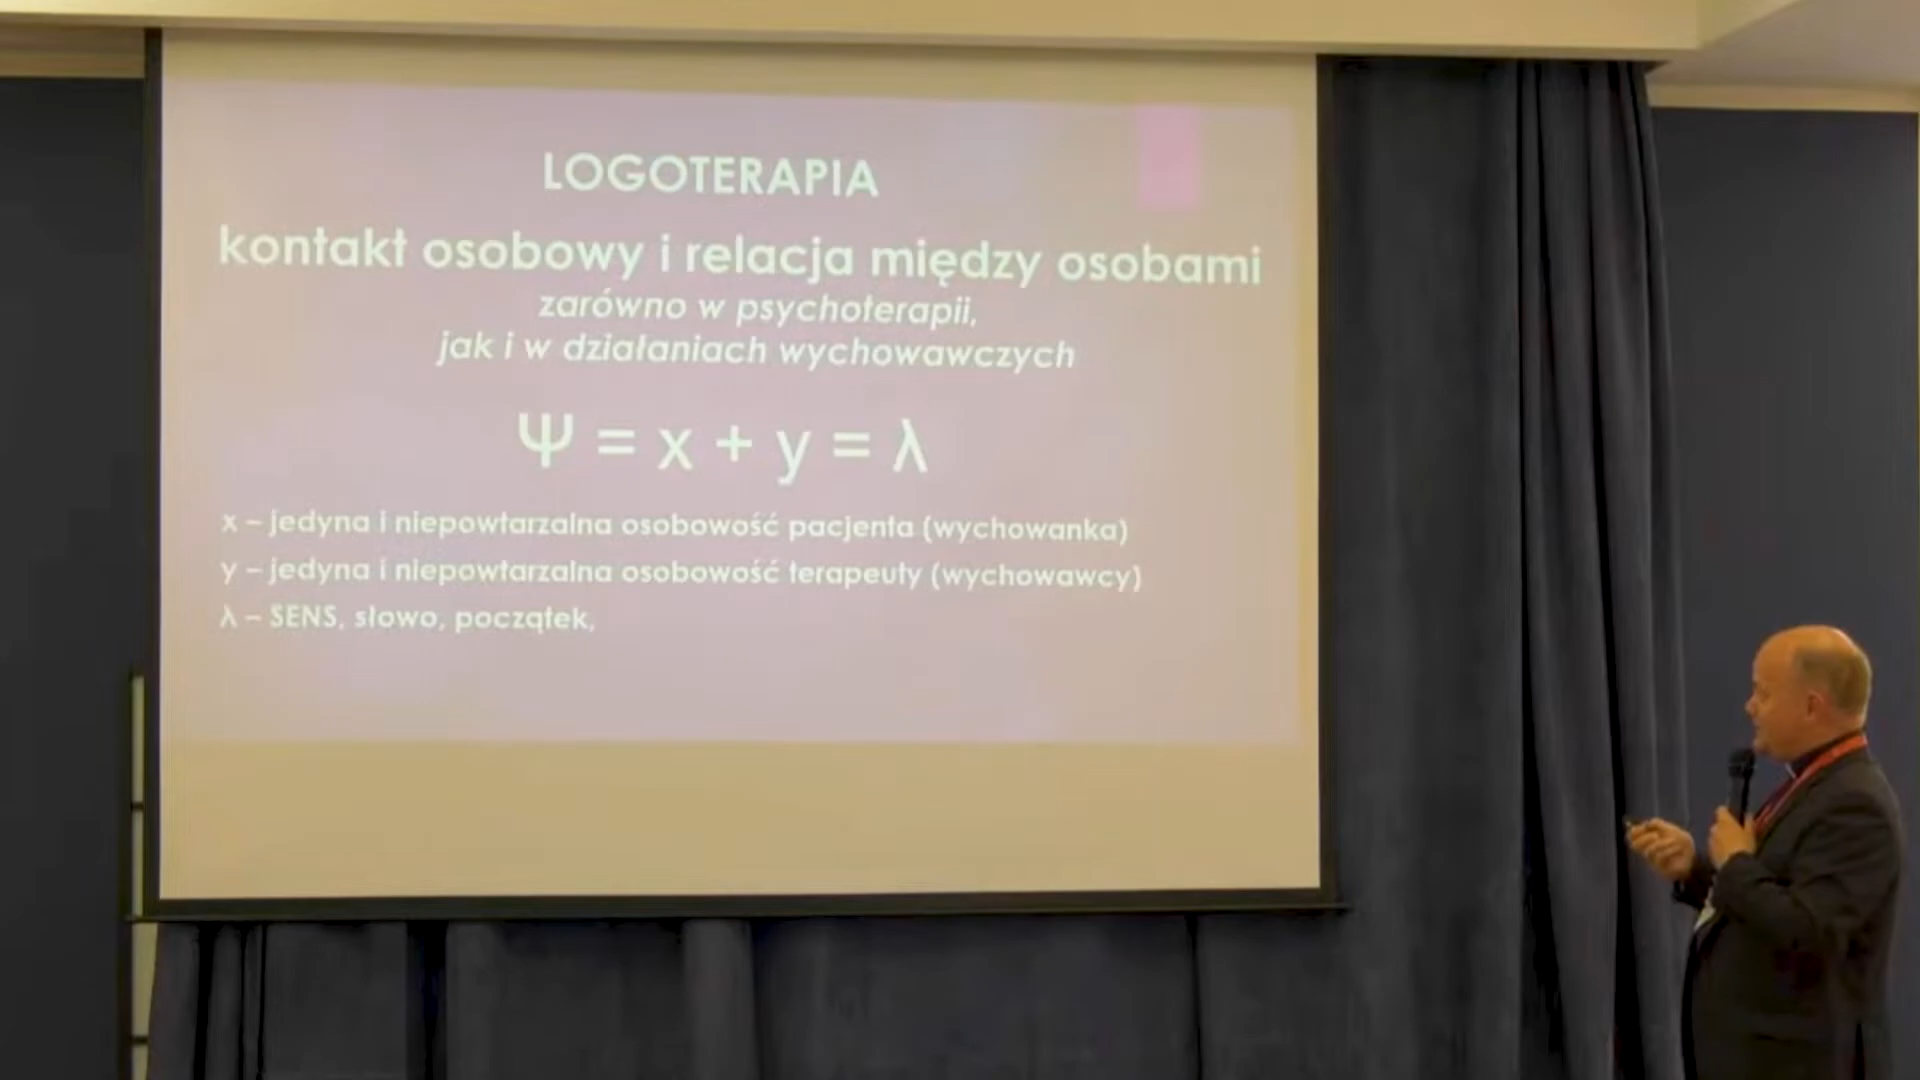 LOGOTERAPIA
kontakt osobowy i relacja między osobami
zarówno w psychoterapii,
jak i w działaniach wychowawczych
Ψ = x + y = λ
x – jedyna i niepowtarzalna osobowość pacjenta (wychowanka)
y – jedyna i niepowtarzalna osobowość terapeuty (wychowawcy)
λ – SENS, słowo, początek,